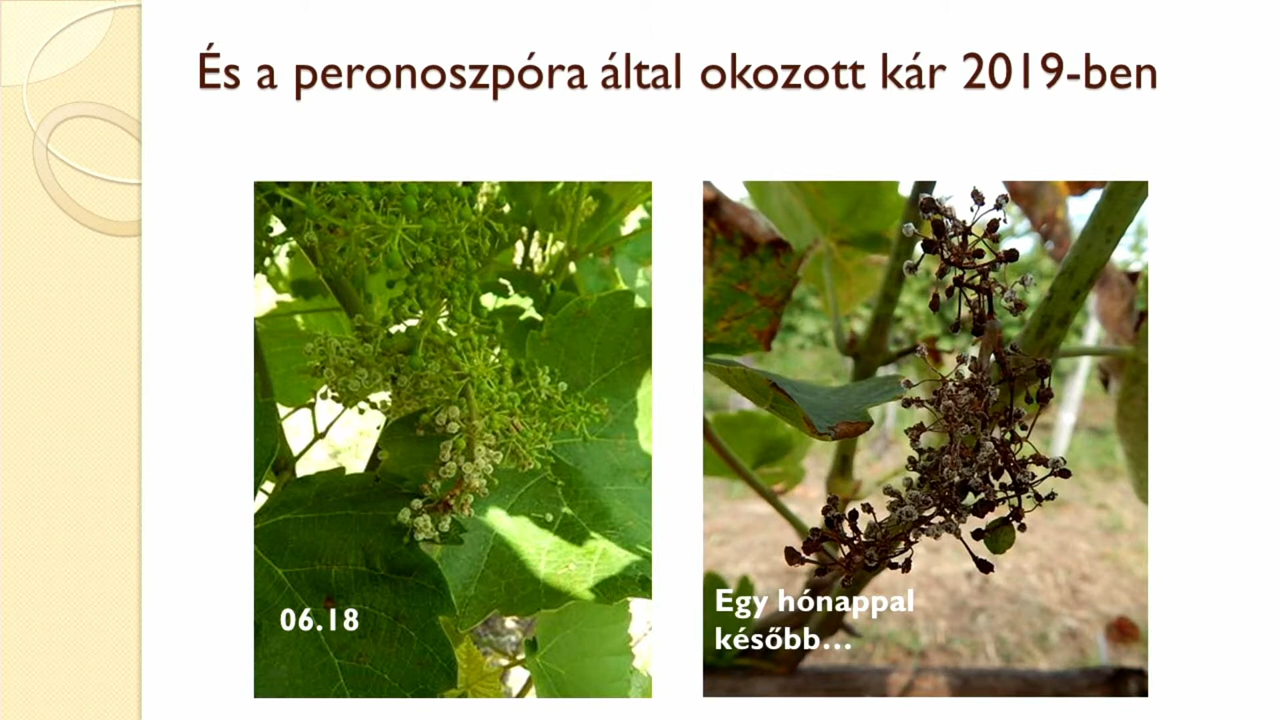 És a peronoszpóra által okozott kár 2019-ben
06.18
Egy hónappal
később...